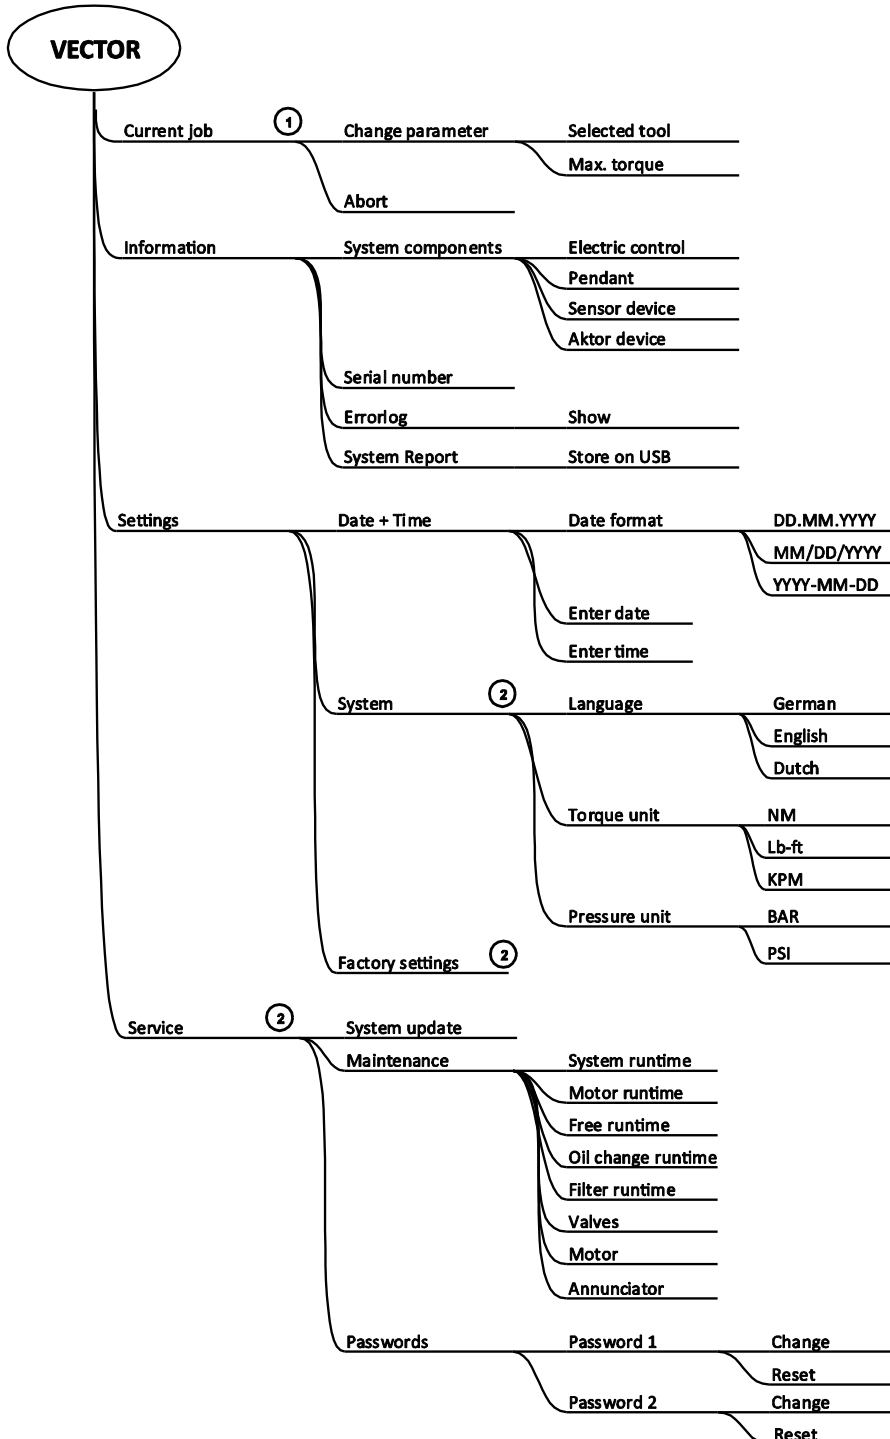 VECTOR
Current job 1 Change parameter Selected tool
Max. torque
Abort
Information System components Electric control
Pendant
Sensor device
Aktor device
Serial number
Errorlog Show
System Report Store on USB
Settings Date + Time Date format DD.MM.YYYY
MM/DD/YYYY
YYYY-MM-DD
Enter date
Enter time
System 2 Language German
English
Dutch
Torque unit NM
Lb-ft
KPM
Pressure unit BAR
PSI
Factory settings 2
Service 2 System update
Maintenance System runtime
Motor runtime
Free runtime
Oil change runtime
Filter runtime
Valves
Motor
Annunciator
Passwords Password 1 Change
Reset
Password 2 Change
Reset